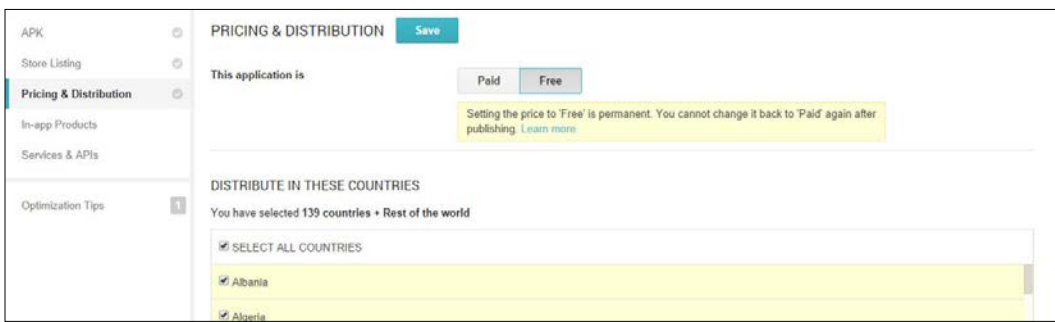 APK
Store Listing
Pricing & Distribution
In-app Products
Services & APIs
Optimization Tips 1
PRICING & DISTRIBUTION Save
This application is Paid Free
Setting the price to 'Free' is permanent. You cannot change it back to 'Paid' again after
publishing. Learn more
DISTRIBUTE IN THESE COUNTRIES
You have selected 139 countries + Rest of the world
SELECT ALL COUNTRIES
Albania
Algeria